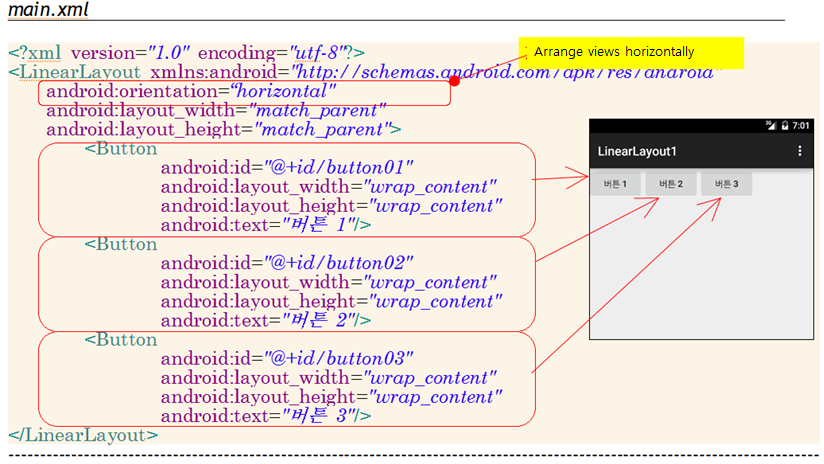 main.xml
Arrange views horizontally
<?xml version="1.0" encoding="utf-8"?>
<LinearLayout xmlns:android="http://schemas.android.com/apk/res/android"
android:orientation="horizontal"
android:layout_width="match_parent"
android:layout_height="match_parent">
<Button
android:id="@+id/button01"
android:layout_width="wrap_content"
android:layout_height="wrap_content"
android:text="버튼 1"/>
<Button
android:id="@+id/button02"
android:layout_width="wrap_content"
android:layout_height="wrap_content"
android:text="버튼 2"/>
<Button
android:id="@+id/button03"
android:layout_width="wrap_content"
android:layout_height="wrap_content"
android:text="버튼 3"/>
</LinearLayout>
3G 7:01
LinearLayout1
버튼 1 버튼 2 버튼 3